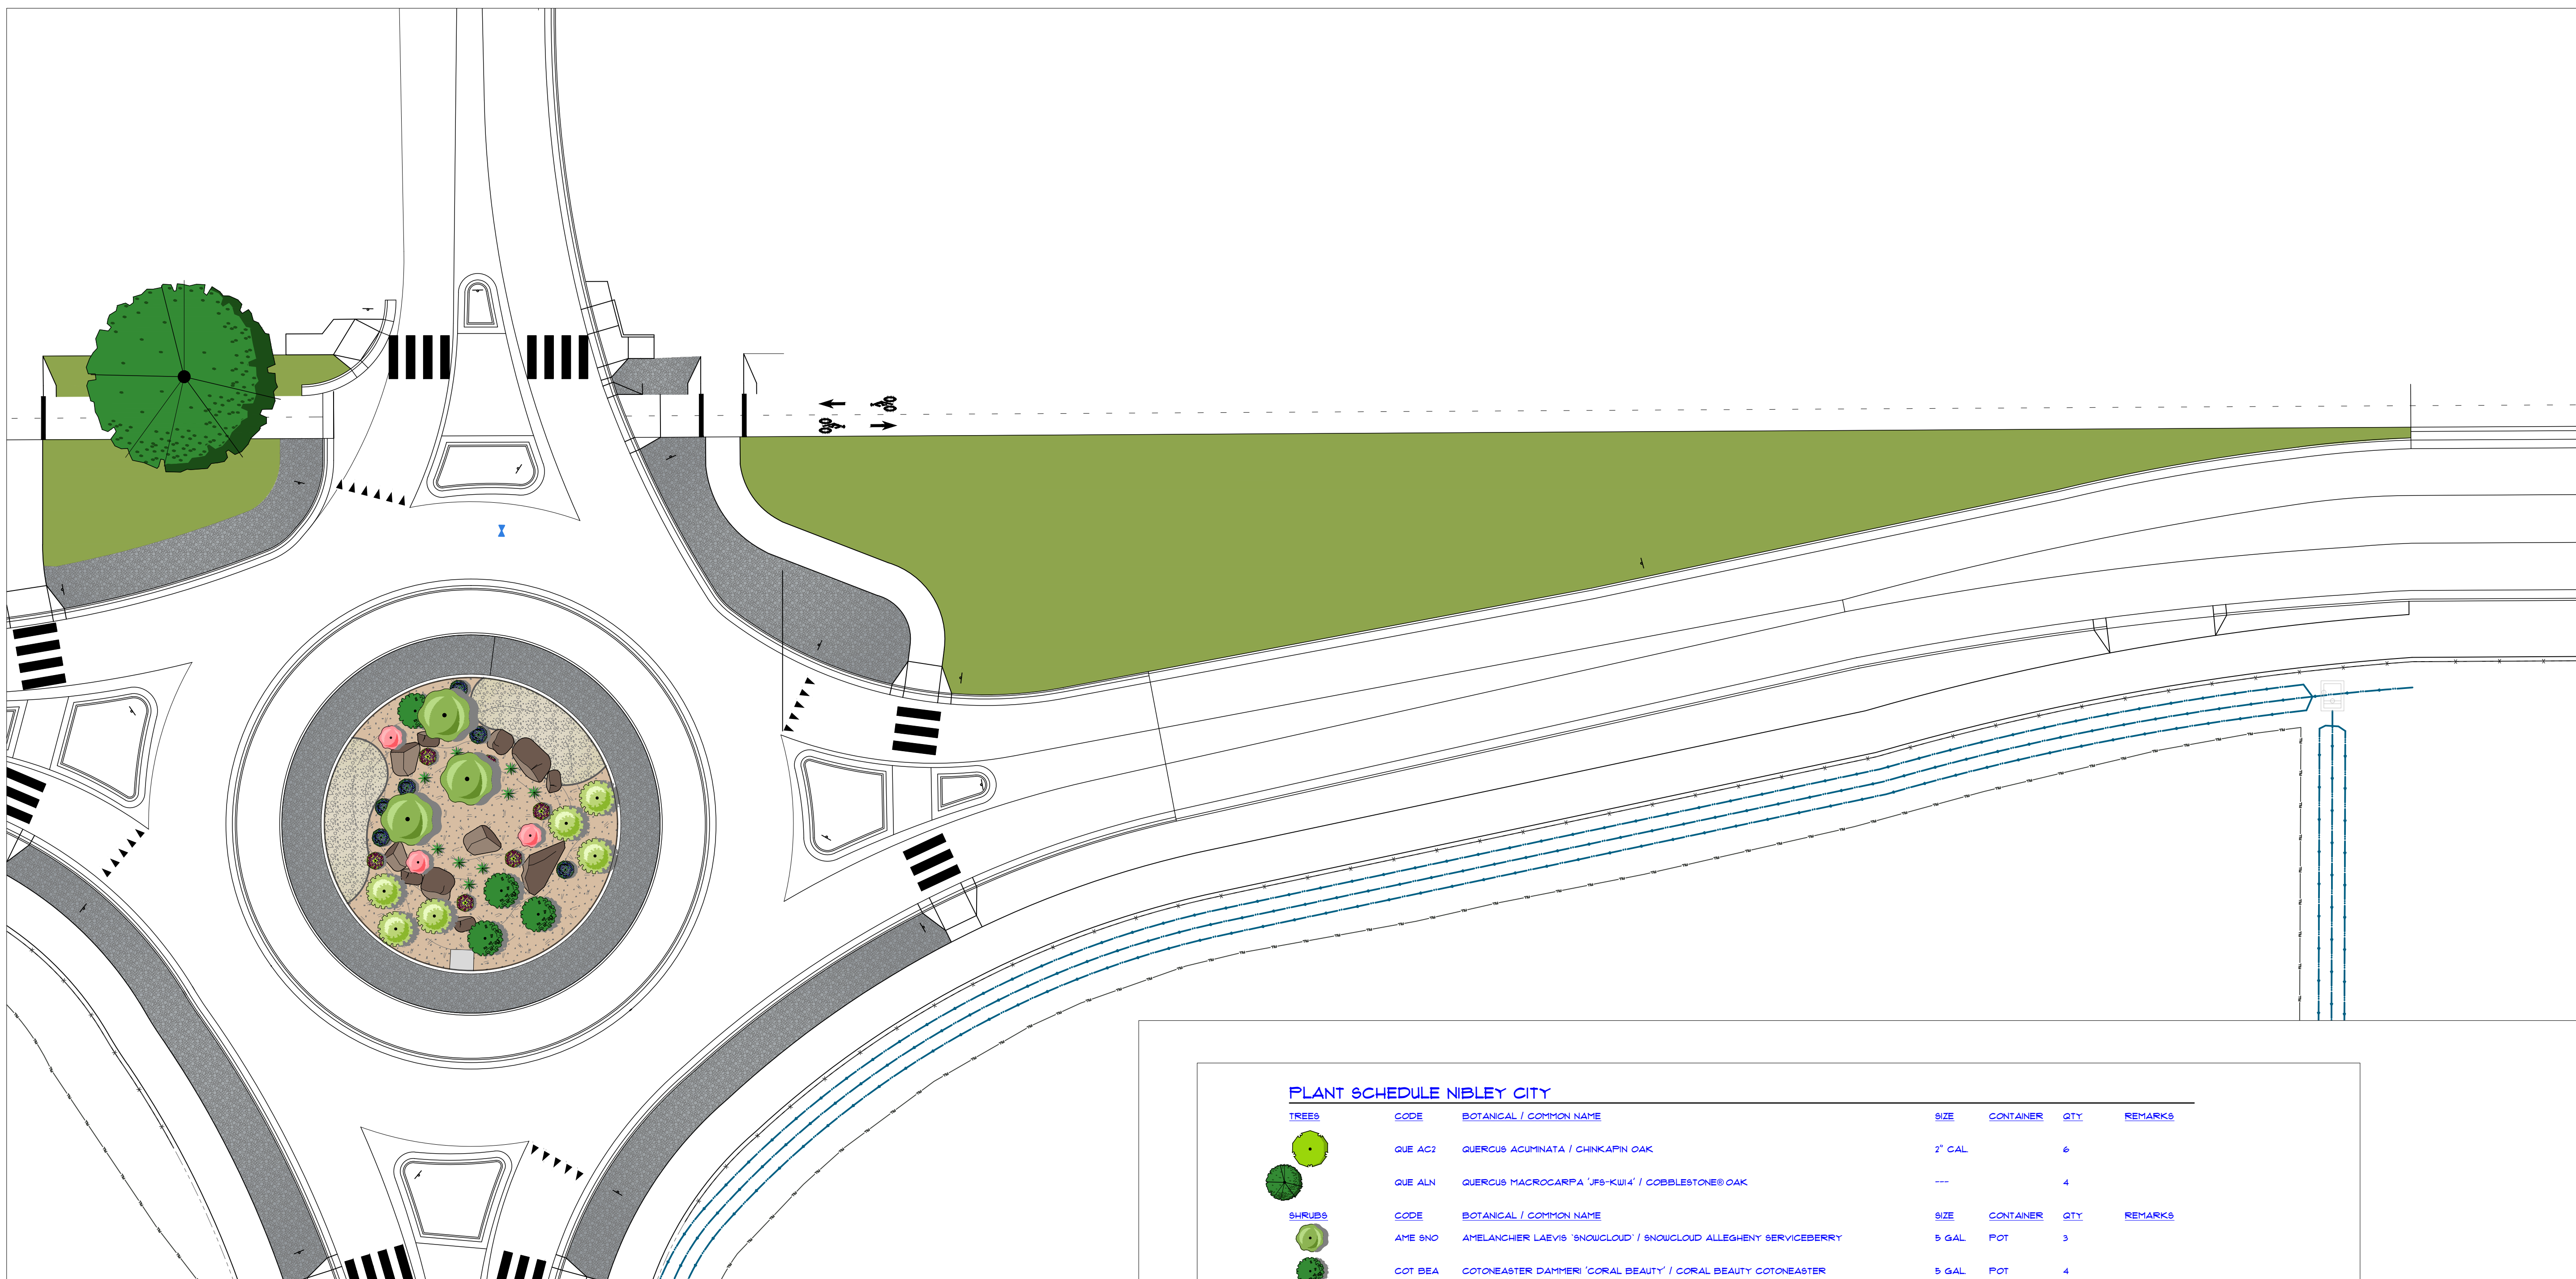 PLANT SCHEDULE NIBLEY CITY
TREES CODE BOTANICAL / COMMON NAME SIZE CONTAINER QTY REMARKS
QUE AC2 QUERCUS ACUMINATA / CHINKAPIN OAK 2" CAL. 6
QUE ALN QUERCUS MACROCARPA 'JFS-KW14' / COBBLESTONE® OAK --- 4
SHRUBS CODE BOTANICAL / COMMON NAME SIZE CONTAINER QTY REMARKS
AME SNO AMELANCHIER LAEVIS 'SNOWCLOUD' / SNOWCLOUD ALLEGHENY SERVICEBERRY 5 GAL. POT 3
COT BEA COTONEASTER DAMMERI 'CORAL BEAUTY' / CORAL BEAUTY COTONEASTER 5 GAL. POT 4